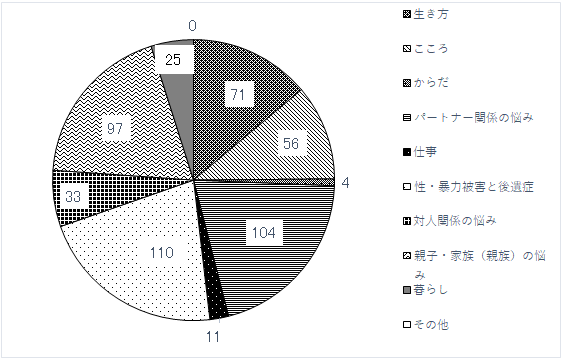 0
25
71
56
4
97
33
104
110
11
生き方
こころ
からだ
パートナー関係の悩み
仕事
性・暴力被害と後遺症
対人関係の悩み
親子・家族（親族）の悩
み
暮らし
その他